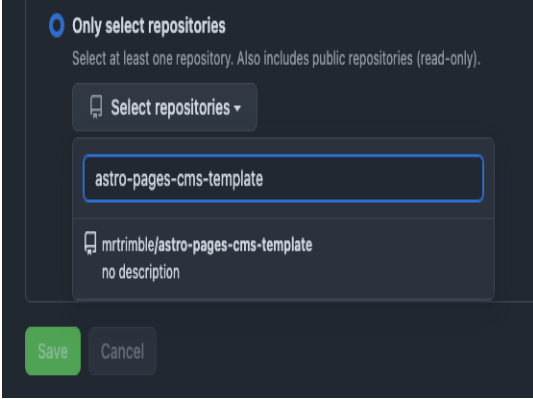 Only select repositories
Select at least one repository. Also includes public repositories (read-only).
Select repositories
astro-pages-cms-template
mrtrimble/astro-pages-cms-template
no description
Save
Cancel